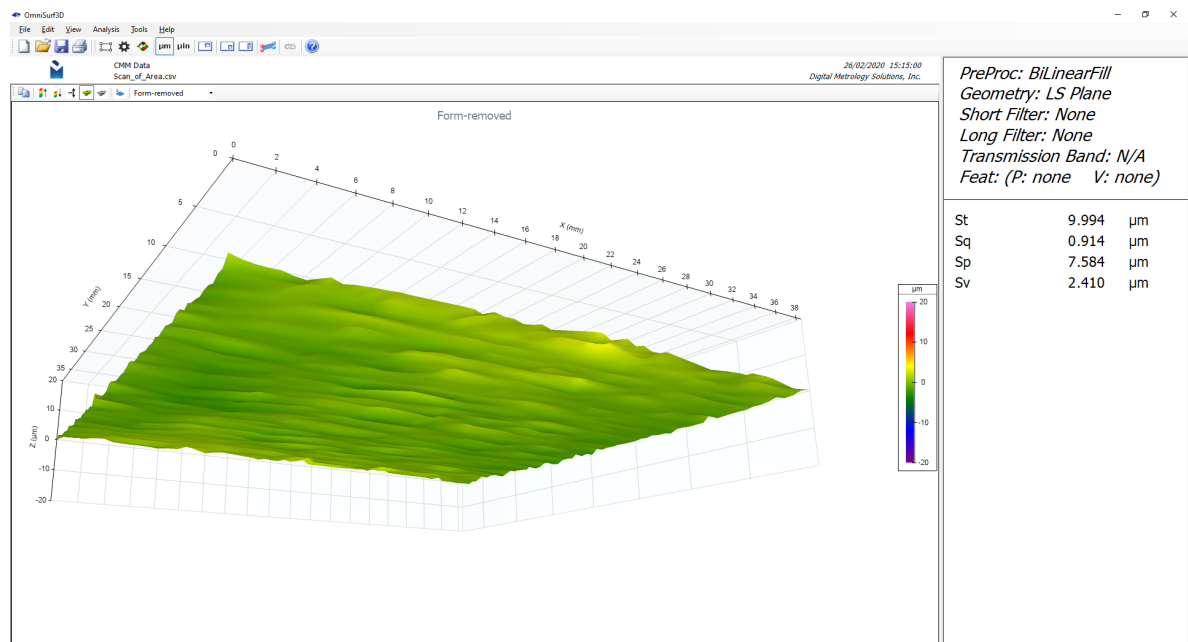 OmniSurf3D
File Edit View Analysis Tools Help
µm µin
CMM Data
Scan_of_Area.csv
26/02/2020 15:15:00
Digital Metrology Solutions, Inc.
Form-removed
Form-removed
0
2
4
6
8
10
12
14
16
18
20
22
24
26
28
30
32
34
36
38
X (mm)
0
5
10
15
20
25
30
35
Y (mm)
20
10
0
-10
-20
Z (µm)
µm
20
10
0
-10
-20
PreProc: BiLinearFill
Geometry: LS Plane
Short Filter: None
Long Filter: None
Transmission Band: N/A
Feat: (P: none V: none)
St 9.994 µm
Sq 0.914 µm
Sp 7.584 µm
Sv 2.410 µm